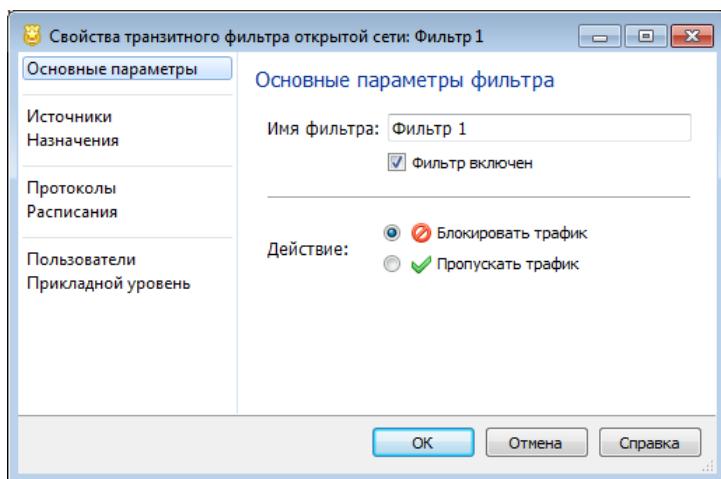 Свойства транзитного фильтра открытой сети: Фильтр 1
Основные параметры
Источники
Назначения
Протоколы
Расписания
Пользователи
Прикладной уровень
Основные параметры фильтра
Имя фильтра: Фильтр 1
Фильтр включен
Действие:
Блокировать трафик
Пропускать трафик
ОК Отмена Справка